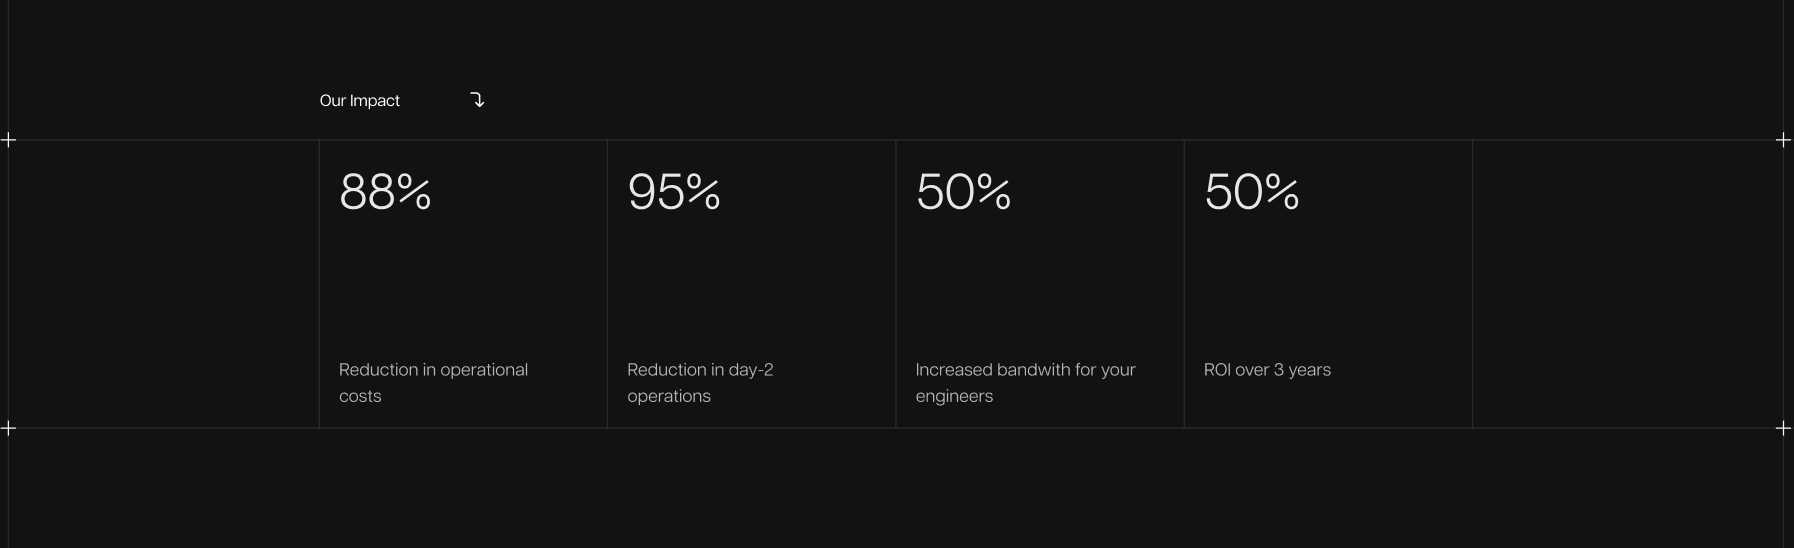 Our Impact
88%
Reduction in operational
costs
95%
Reduction in day-2
operations
50%
Increased bandwith for your
engineers
50%
ROI over 3 years